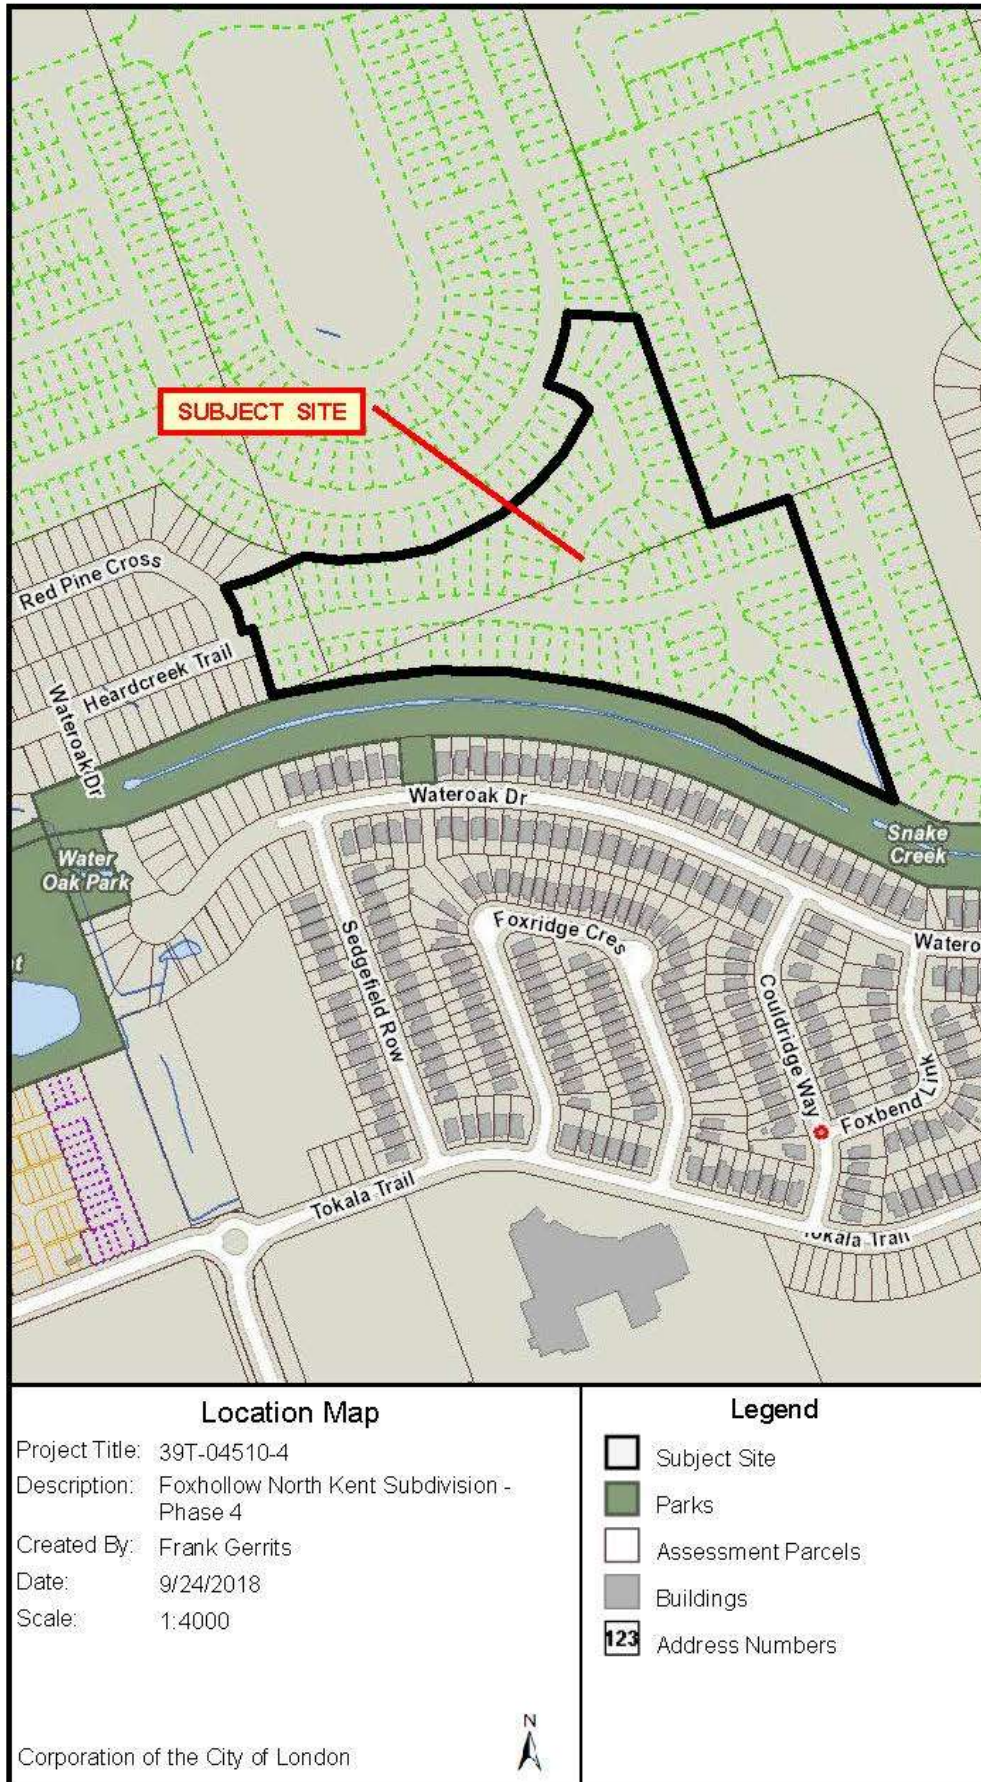 SUBJECT SITE
Red Pine Cross
Heardcreek Trail
Wateroak Dr
Wateroak Dr
Snake
Creek
Water
Oak Park
Foxridge Cres
Sedgefield Row
Couldridge Way
Foxbend Link
Tokala Trail
Location Map
Project Title: 39T-04510-4
Description: Foxhollow North Kent Subdivision -
Phase 4
Created By: Frank Gerrits
Date: 9/24/2018
Scale: 1:4000
Corporation of the City of London
N
Legend
Subject Site
Parks
Assessment Parcels
Buildings
123 Address Numbers